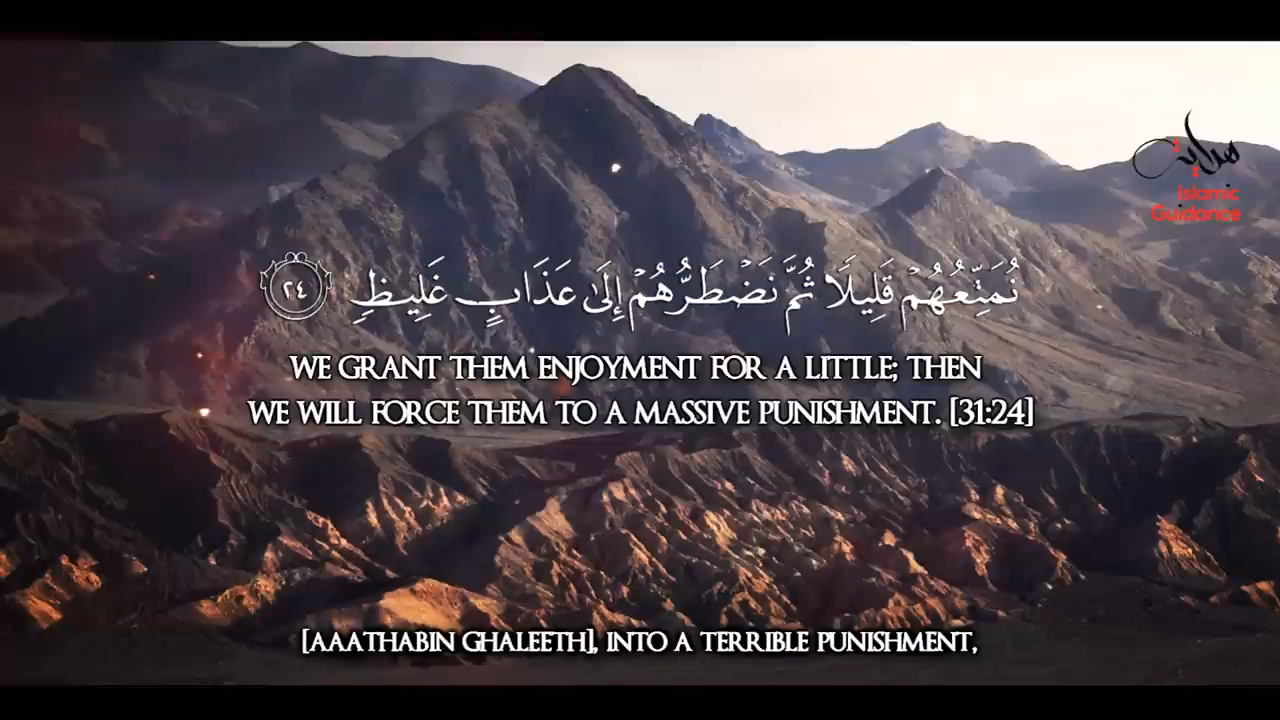 هداية
Islamic
Guidance
نُمَتِّعُهُمْ قَلِيلًا ثُمَّ نَضْطَرُّهُمْ إِلَىٰ عَذَابٍ غَلِيظٍ ٢٤
WE GRANT THEM ENJOYMENT FOR A LITTLE; THEN
WE WILL FORCE THEM TO A MASSIVE PUNISHMENT. [31:24]
[AAATHABIN GHALEETH], INTO A TERRIBLE PUNISHMENT,